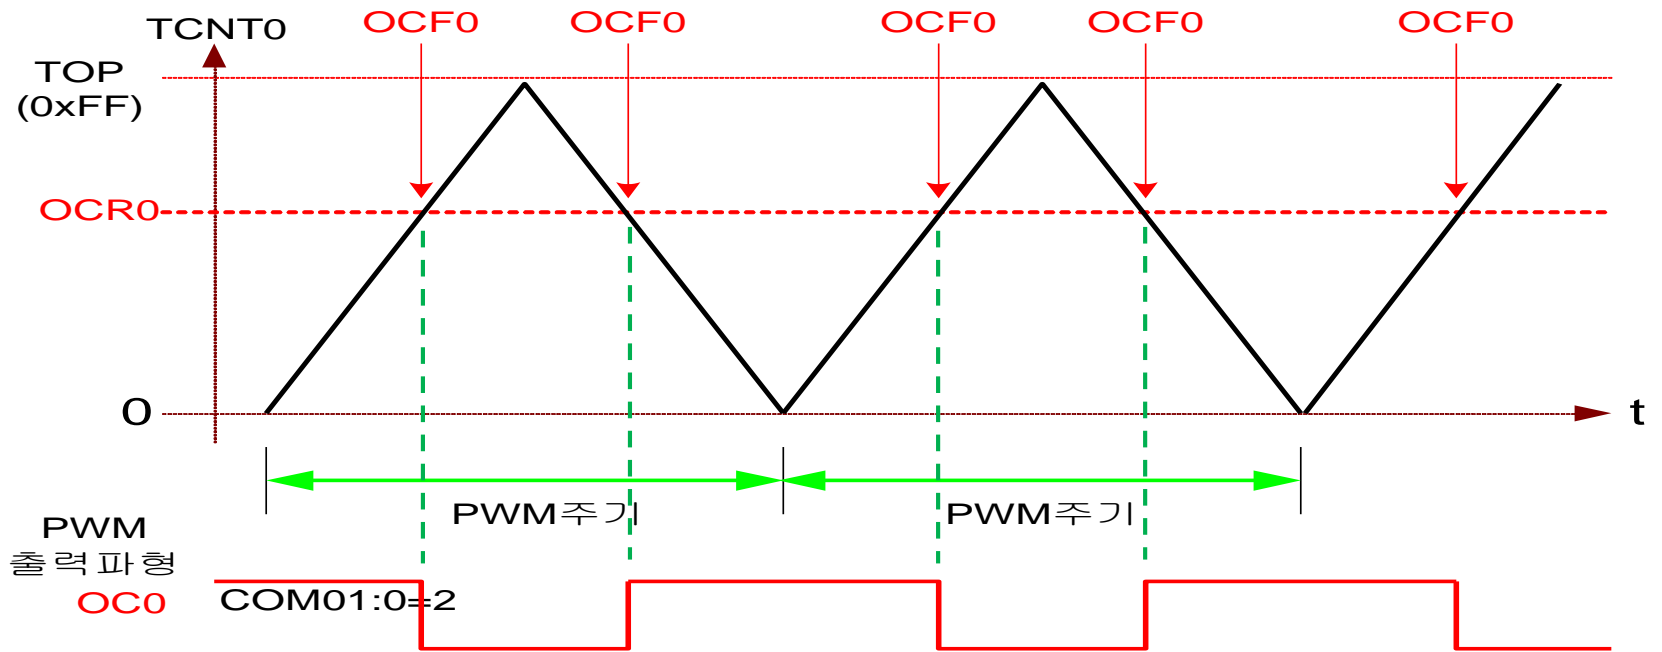 TCNT0
OCF0
OCF0
OCF0
OCF0
OCF0
TOP
(0xFF)
OCR0
0
t
PWM주기
PWM주기
PWM
출력파형
OC0
COM01:0=2